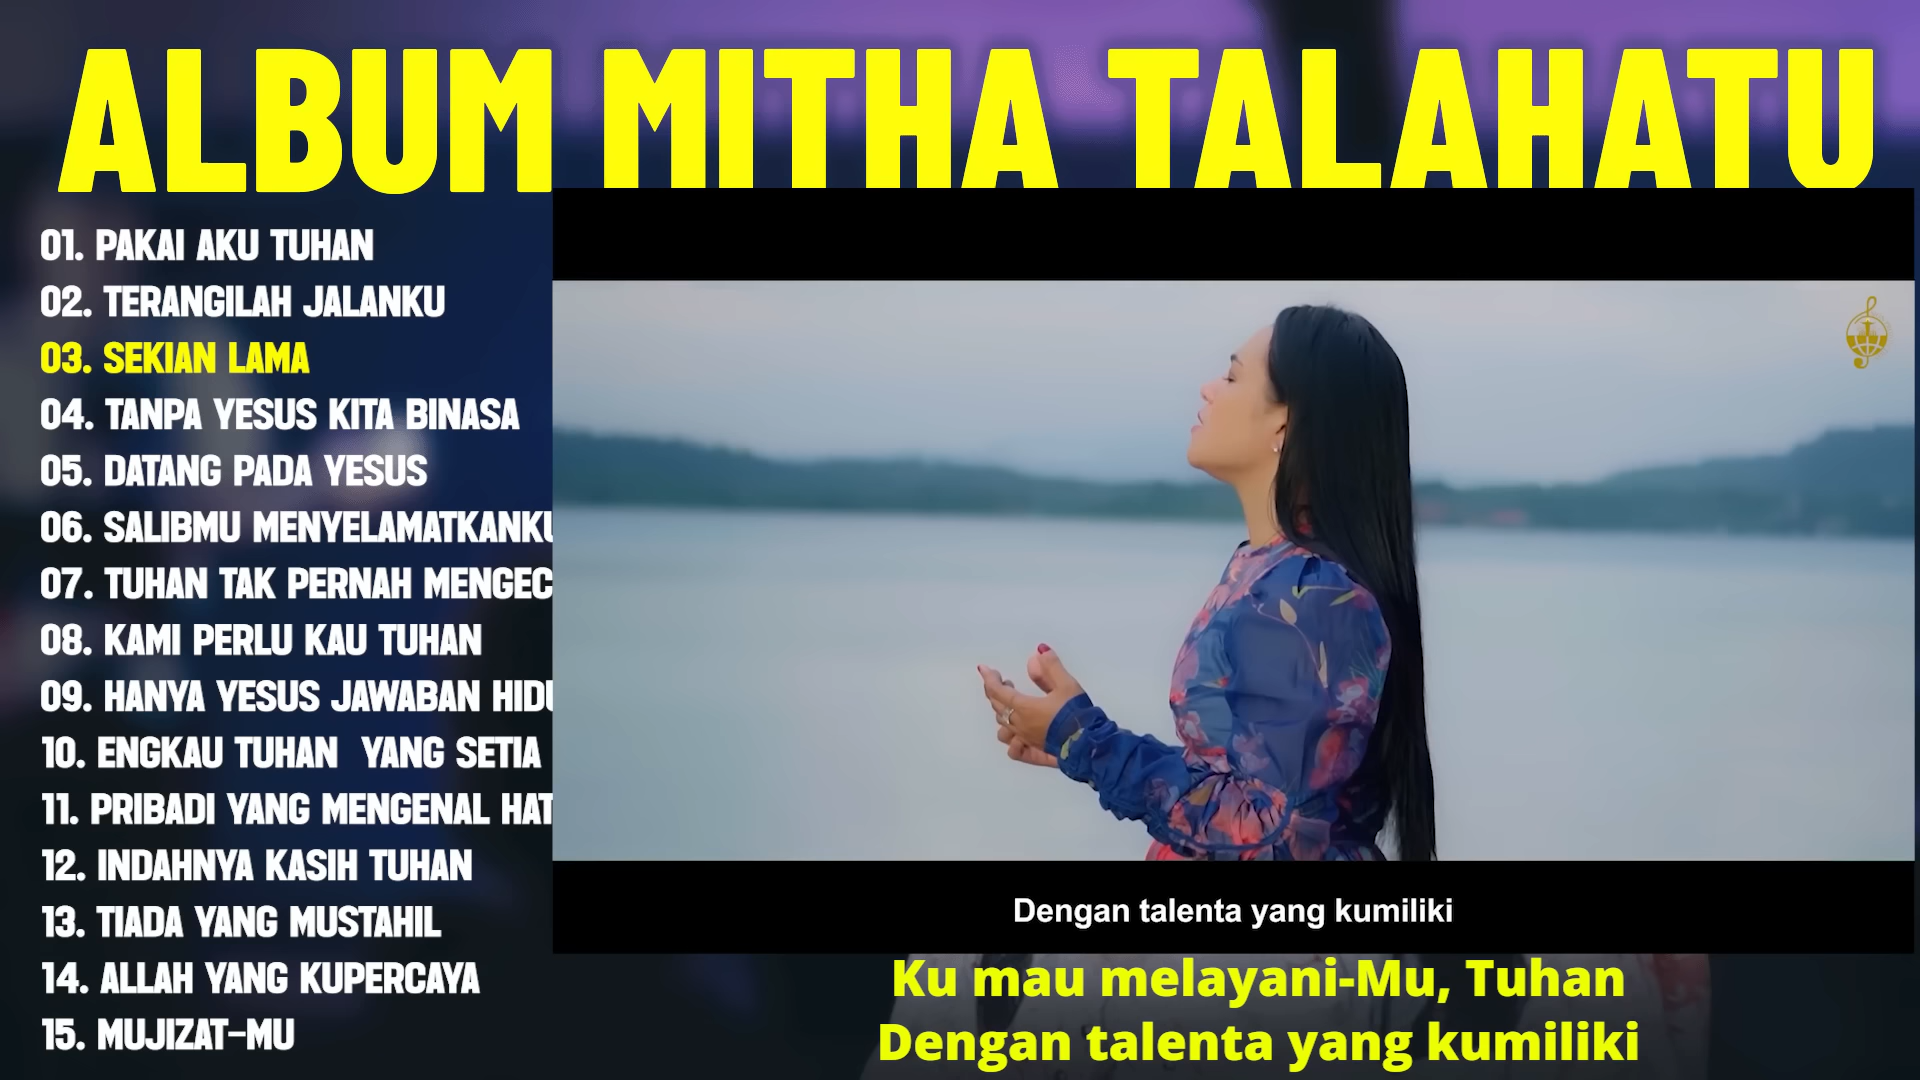 ALBUM MITHA TALAHATU
01. PAKAI AKU TUHAN
02. TERANGILAH JALANKU
03. SEKIAN LAMA
04. TANPA YESUS KITA BINASA
05. DATANG PADA YESUS
06. SALIBMU MENYELAMATKANKU
07. TUHAN TAK PERNAH MENGEC
08. KAMI PERLU KAU TUHAN
09. HANYA YESUS JAWABAN HIDU
10. ENGKAU TUHAN YANG SETIA
11. PRIBADI YANG MENGENAL HAT
12. INDAHNYA KASIH TUHAN
13. TIADA YANG MUSTAHIL
14. ALLAH YANG KUPERCAYA
15. MUJIZAT-MU
Dengan talenta yang kumiliki
Ku mau melayani-Mu, Tuhan
Dengan talenta yang kumiliki